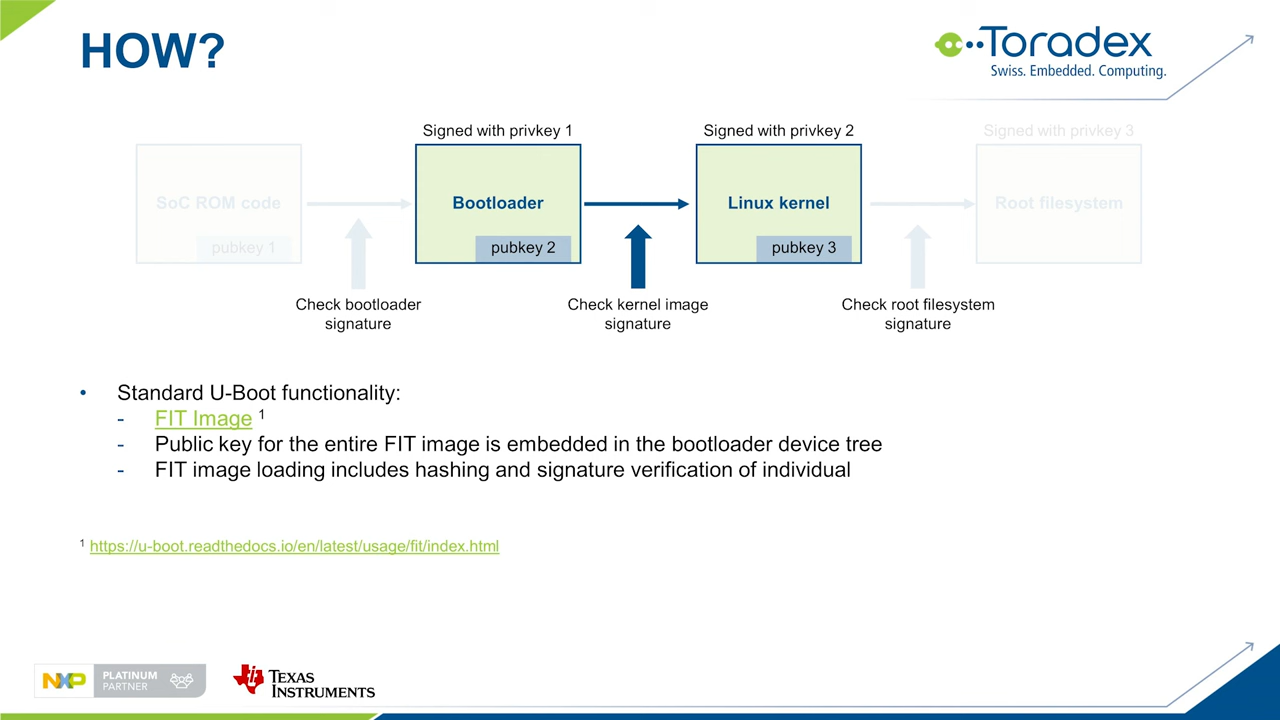 HOW?
Toradex
Swiss. Embedded. Computing.
Signed with privkey 1
Signed with privkey 2
Signed with privkey 3
SoC ROM code
Bootloader
Linux kernel
Root filesystem
pubkey 1
pubkey 2
pubkey 3
Check bootloader
signature
Check kernel image
signature
Check root filesystem
signature
• Standard U-Boot functionality:
- FIT Image ¹
- Public key for the entire FIT image is embedded in the bootloader device tree
- FIT image loading includes hashing and signature verification of individual
¹ https://u-boot.readthedocs.io/en/latest/usage/fit/index.html
NXP
PLATINUM
PARTNER
TEXAS
INSTRUMENTS